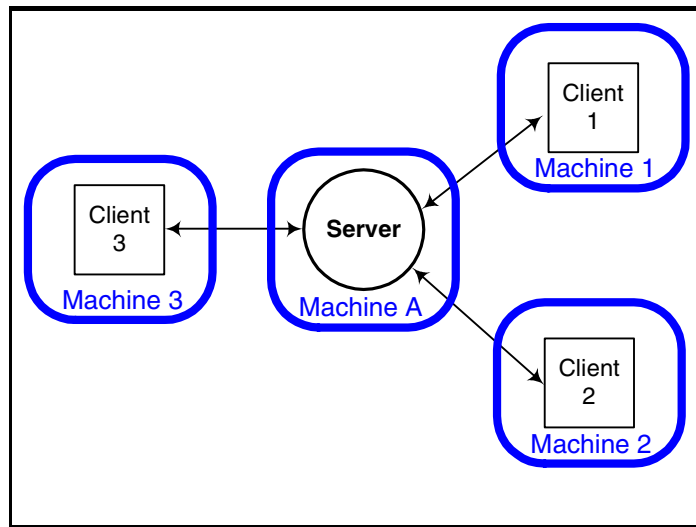 Client
1
Machine 1
Client
3
Machine 3
Server
Machine A
Client
2
Machine 2